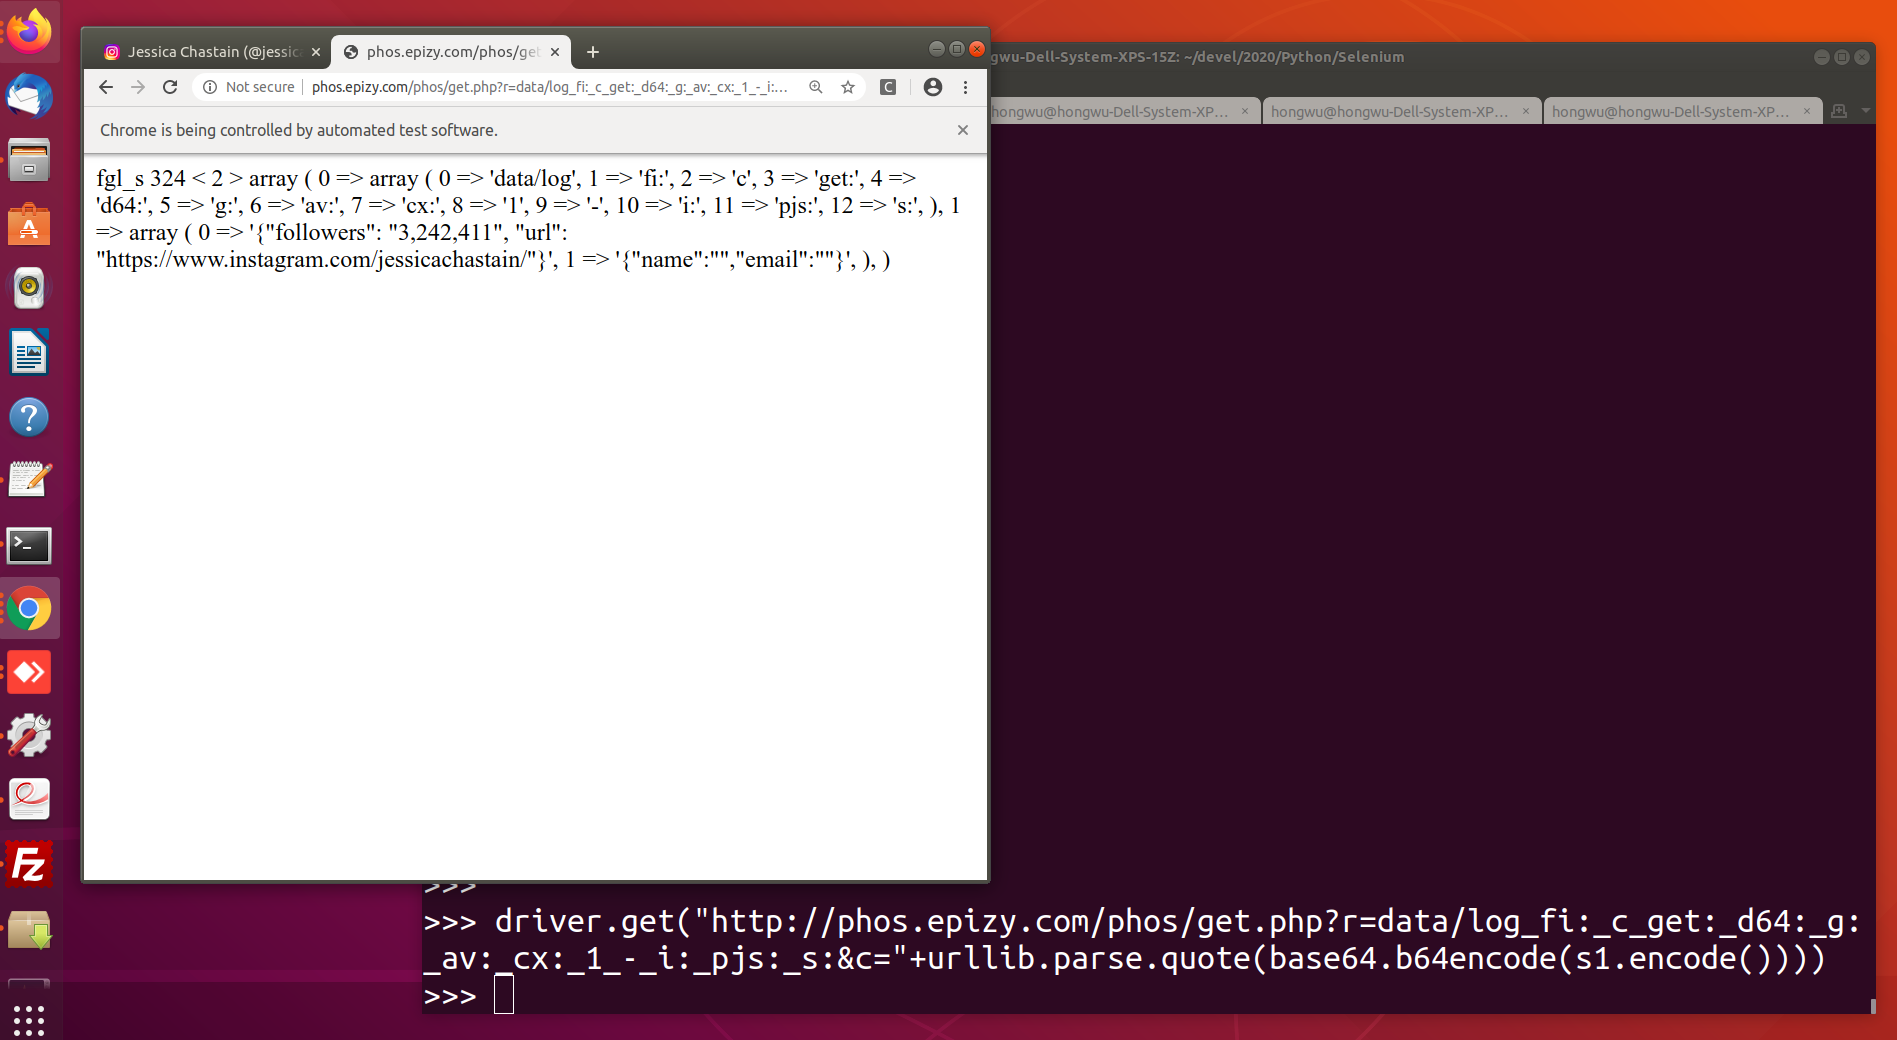 Jessica Chastain (@jessica
phos.epizy.com/phos/get
gwu-Dell-System-XPS-15Z: ~/devel/2020/Python/Selenium
Not secure
phos.epizy.com/phos/get.php?r=data/log_fi:_c_get:_d64:_g:_av:_cx:_1_-_i:...
hongwu@hongwu-Dell-System-XP...
hongwu@hongwu-Dell-System-XP...
hongwu@hongwu-Dell-System-XP...
Chrome is being controlled by automated test software.
fgl_s 324 < 2 > array ( 0 => array ( 0 => 'data/log', 1 => 'fi:', 2 => 'c', 3 => 'get:', 4 =>
'd64:', 5 => 'g:', 6 => 'av:', 7 => 'cx:', 8 => '1', 9 => '-', 10 => 'i:', 11 => 'pjs:', 12 => 's:', ), 1
=> array ( 0 => '{"followers": "3,242,411", "url":
"https://www.instagram.com/jessicachastain/"}', 1 => '{"name":"","email":""}', ), )
>>>
>>> driver.get("http://phos.epizy.com/phos/get.php?r=data/log_fi:_c_get:_d64:_g:
_av:_cx:_1_-_i:_pjs:_s:&c="+urllib.parse.quote(base64.b64encode(s1.encode())))
>>>